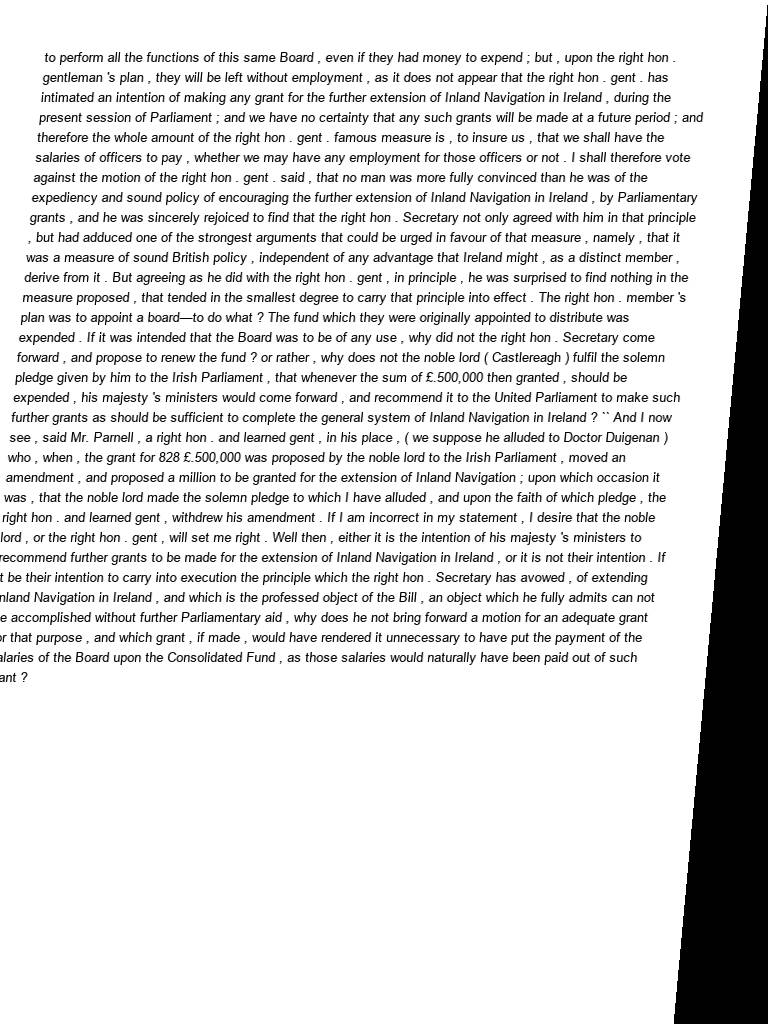 to perform all the functions of this same Board , even if they had money to expend ; but , upon the right hon .
gentleman 's plan , they will be left without employment , as it does not appear that the right hon . gent . has
intimated an intention of making any grant for the further extension of Inland Navigation in Ireland , during the
present session of Parliament ; and we have no certainty that any such grants will be made at a future period ; and
therefore the whole amount of the right hon . gent . famous measure is , to insure us , that we shall have the
salaries of officers to pay , whether we may have any employment for those officers or not . I shall therefore vote
against the motion of the right hon . gent . said , that no man was more fully convinced than he was of the
expediency and sound policy of encouraging the further extension of Inland Navigation in Ireland , by Parliamentary
grants , and he was sincerely rejoiced to find that the right hon . Secretary not only agreed with him in that principle
, but had adduced one of the strongest arguments that could be urged in favour of that measure , namely , that it
was a measure of sound British policy , independent of any advantage that Ireland might , as a distinct member ,
derive from it . But agreeing as he did with the right hon . gent , in principle , he was surprised to find nothing in the
measure proposed , that tended in the smallest degree to carry that principle into effect . The right hon . member 's
plan was to appoint a board—to do what ? The fund which they were originally appointed to distribute was
expended . If it was intended that the Board was to be of any use , why did not the right hon . Secretary come
forward , and propose to renew the fund ? or rather , why does not the noble lord ( Castlereagh ) fulfil the solemn
pledge given by him to the Irish Parliament , that whenever the sum of £.500,000 then granted , should be
expended , his majesty 's ministers would come forward , and recommend it to the United Parliament to make such
further grants as should be sufficient to complete the general system of Inland Navigation in Ireland ? `` And I now
see , said Mr. Parnell , a right hon . and learned gent , in his place , ( we suppose he alluded to Doctor Duigenan )
who , when , the grant for 828 £.500,000 was proposed by the noble lord to the Irish Parliament , moved an
amendment , and proposed a million to be granted for the extension of Inland Navigation ; upon which occasion it
was , that the noble lord made the solemn pledge to which I have alluded , and upon the faith of which pledge , the
right hon . and learned gent , withdrew his amendment . If I am incorrect in my statement , I desire that the noble
lord , or the right hon . gent , will set me right . Well then , either it is the intention of his majesty 's ministers to
recommend further grants to be made for the extension of Inland Navigation in Ireland , or it is not their intention . If
t be their intention to carry into execution the principle which the right hon . Secretary has avowed , of extending
nland Navigation in Ireland , and which is the professed object of the Bill , an object which he fully admits can not
e accomplished without further Parliamentary aid , why does he not bring forward a motion for an adequate grant
or that purpose , and which grant , if made , would have rendered it unnecessary to have put the payment of the
alaries of the Board upon the Consolidated Fund , as those salaries would naturally have been paid out of such
ant ?